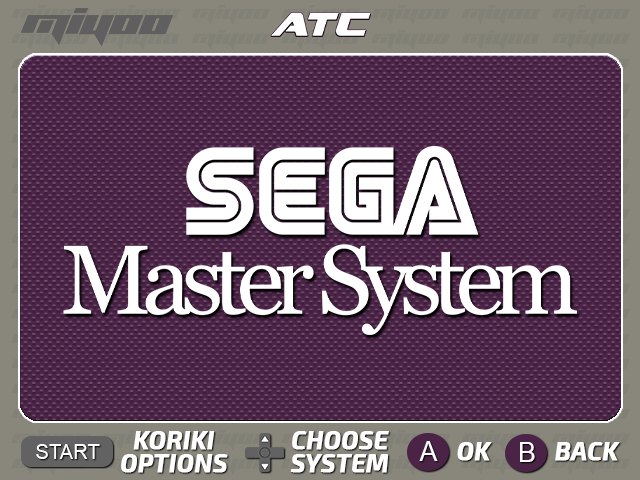 miyoo ATC
SEGA
Master System
START KORIKI OPTIONS CHOOSE SYSTEM A OK B BACK